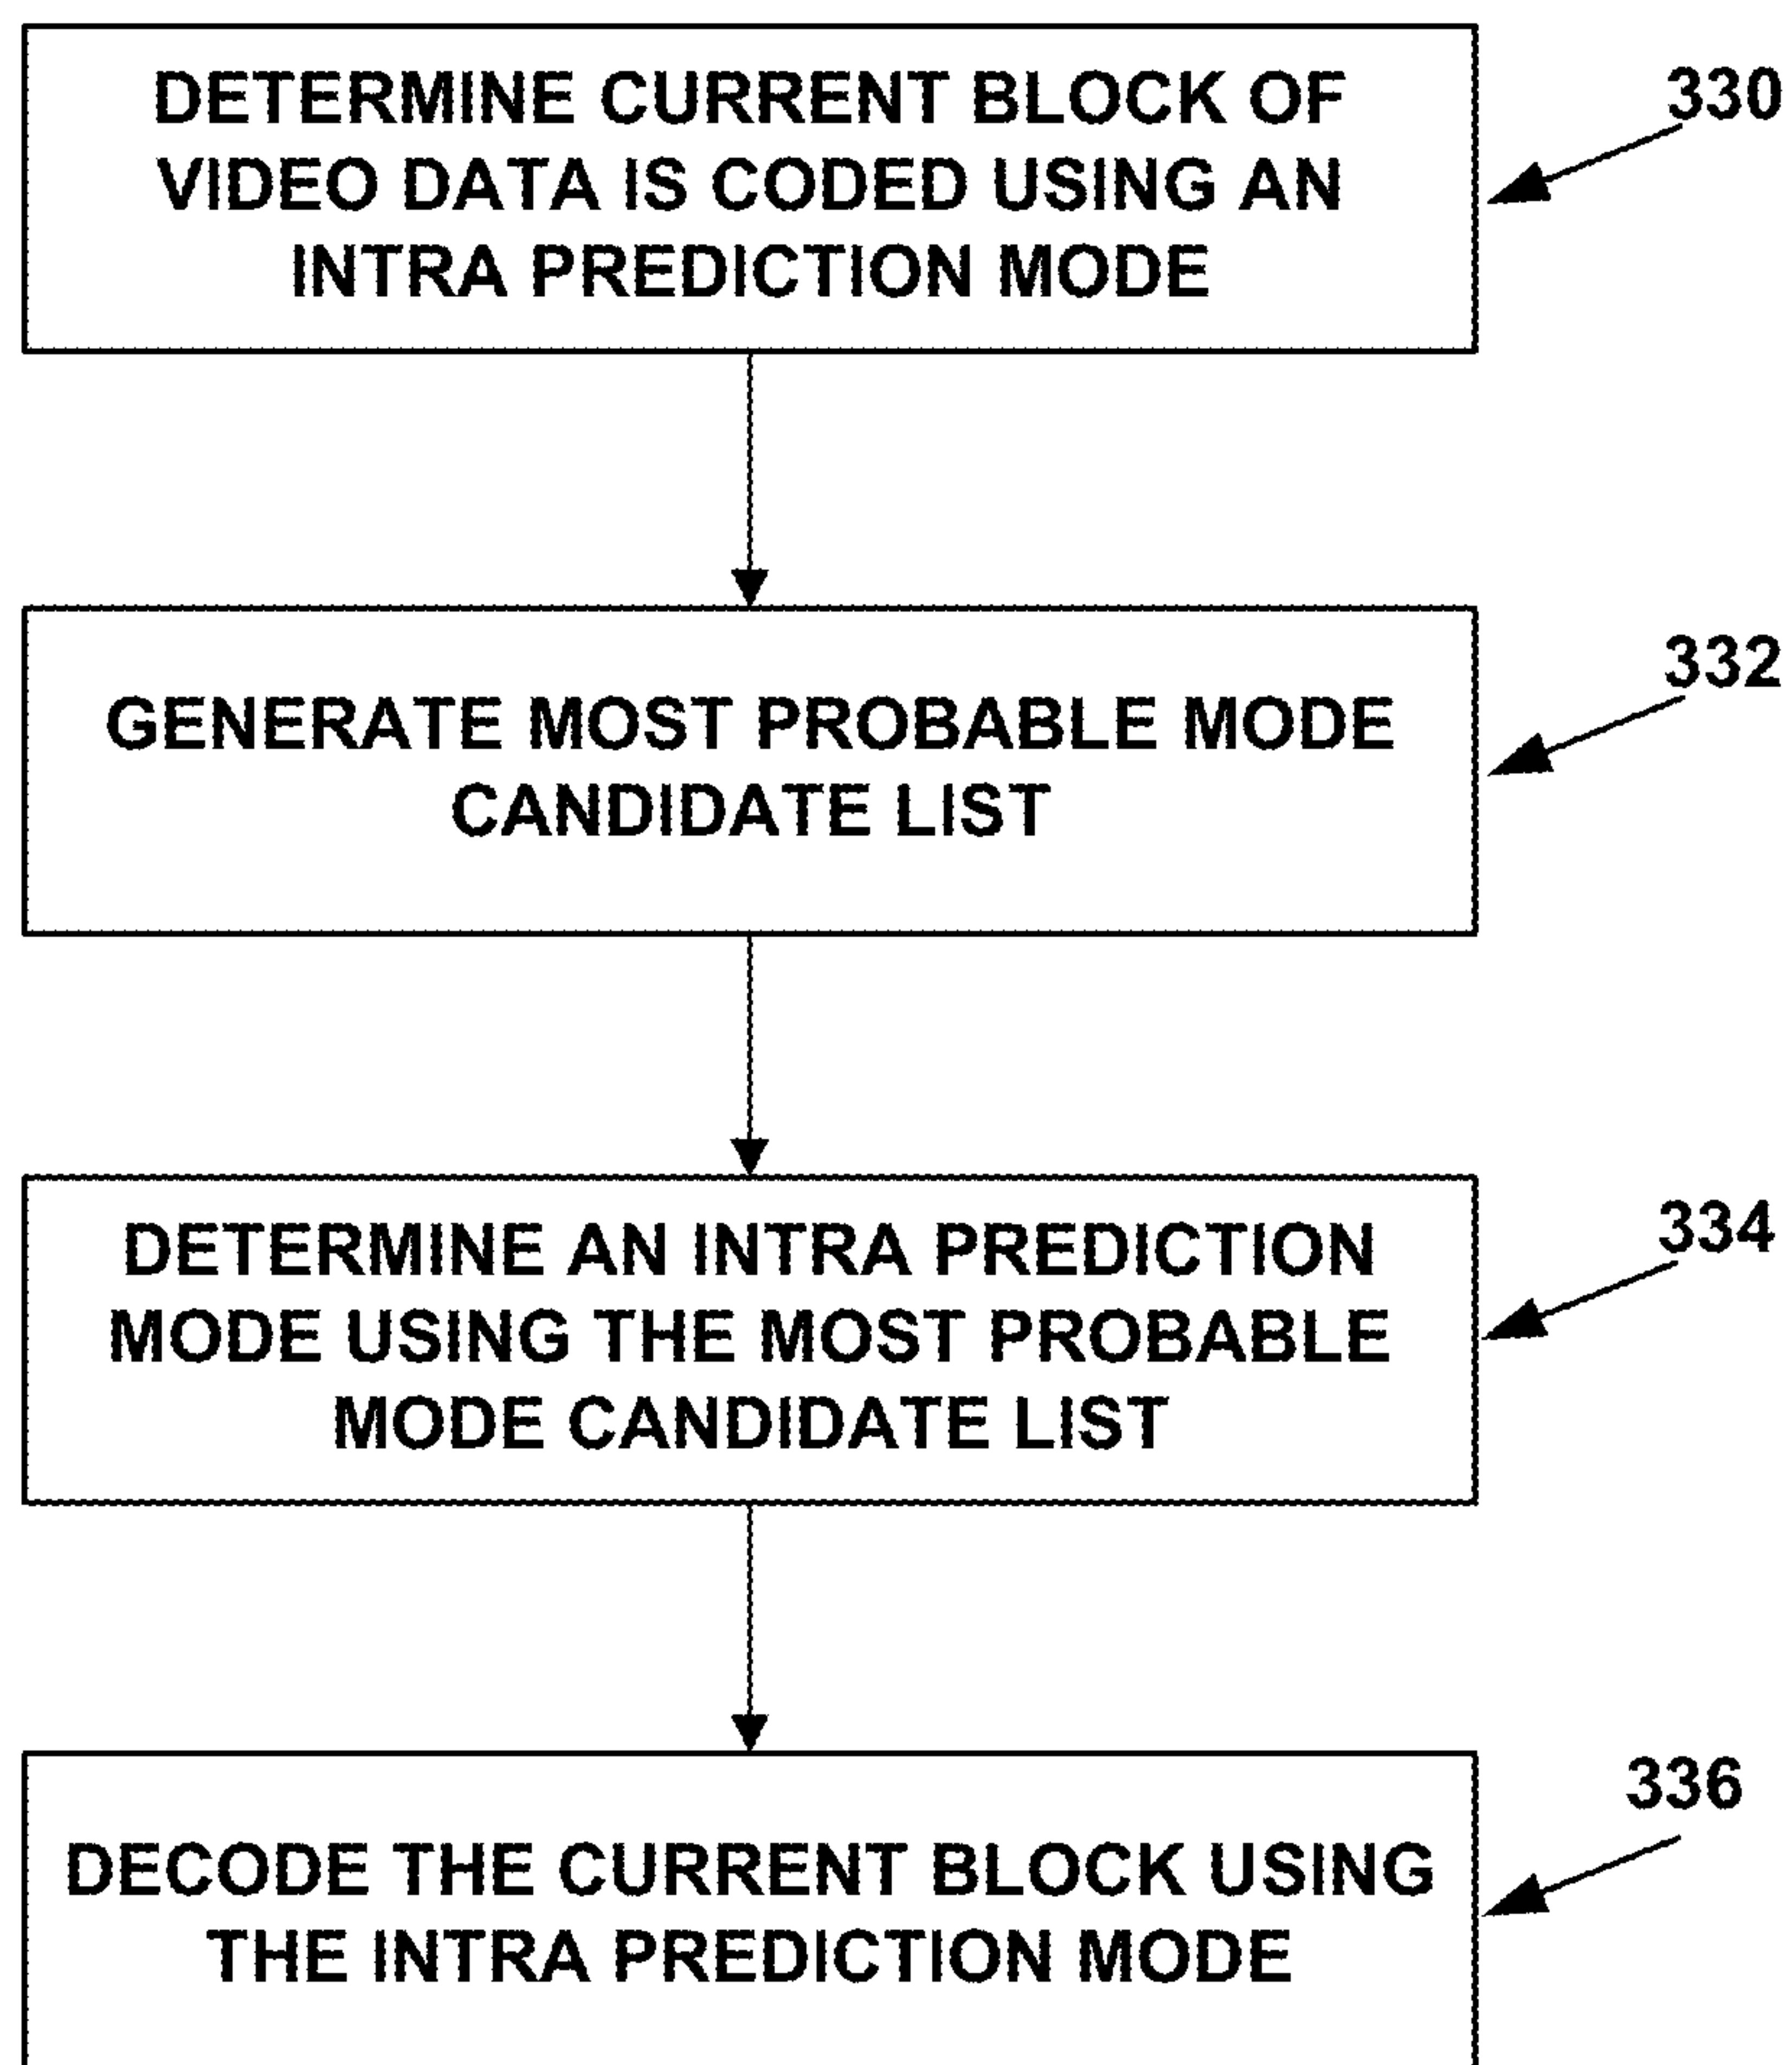 DETERMINE CURRENT BLOCK OF
VIDEO DATA IS CODED USING AN
INTRA PREDICTION MODE
330
GENERATE MOST PROBABLE MODE
CANDIDATE LIST
332
DETERMINE AN INTRA PREDICTION
MODE USING THE MOST PROBABLE
MODE CANDIDATE LIST
334
DECODE THE CURRENT BLOCK USING
THE INTRA PREDICTION MODE
336